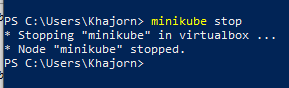 PS C:\Users\Khajorn> minikube stop
* Stopping "minikube" in virtualbox ...
* Node "minikube" stopped.
PS C:\Users\Khajorn>